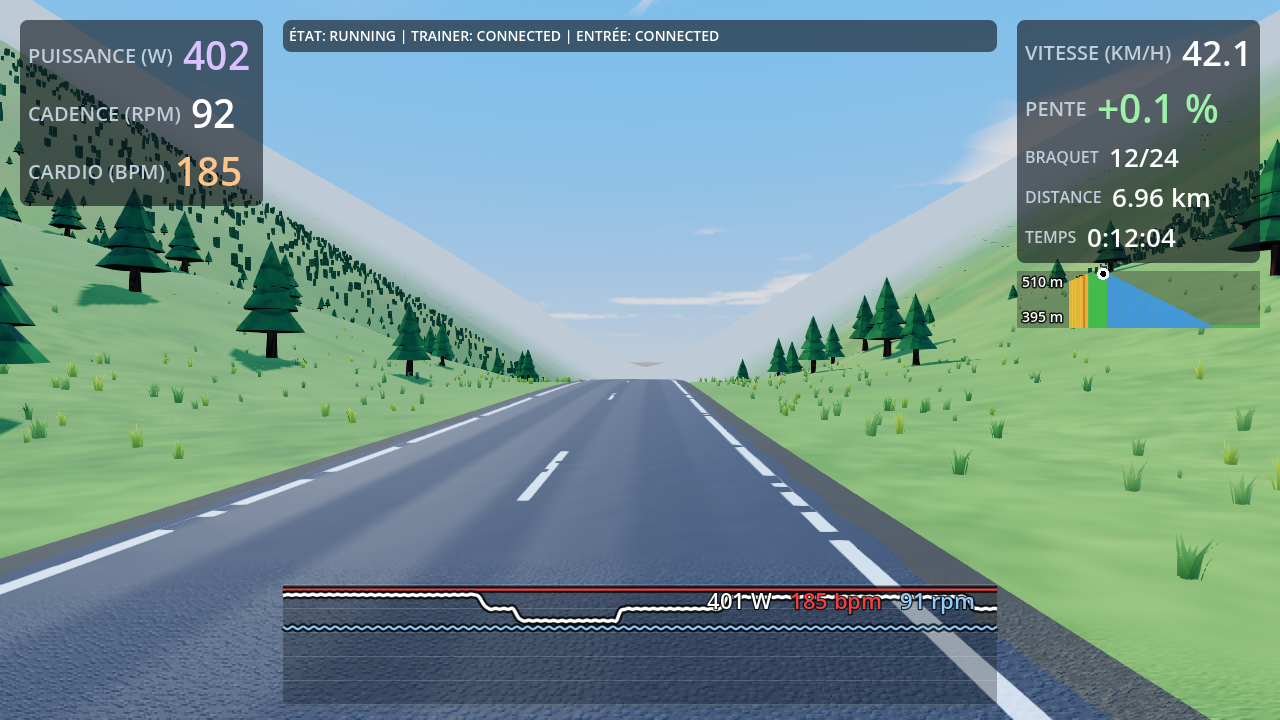 PUISSANCE (W) 402
CADENCE (RPM) 92
CARDIO (BPM) 185
ÉTAT: RUNNING | TRAINER: CONNECTED | ENTRÉE: CONNECTED
VITESSE (KM/H) 42.1
PENTE +0.1 %
BRAQUET 12/24
DISTANCE 6.96 km
TEMPS 0:12:04
510 m
395 m
401 W 185 bpm 91 rpm